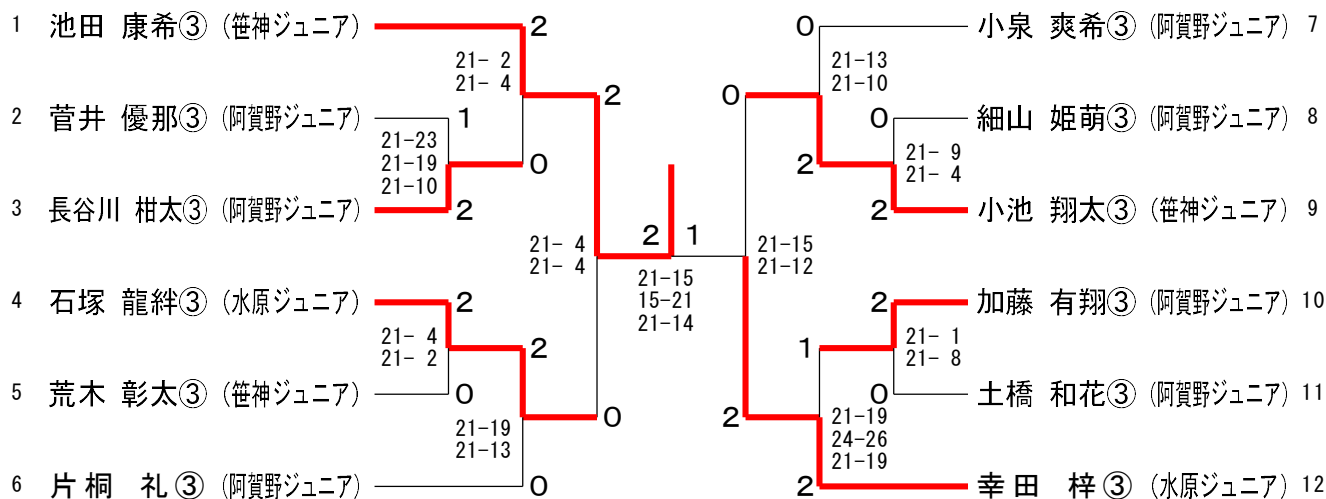 1 池田 康希③ (笹神ジュニア) 2
21- 2
21- 4
2
2 菅井 優那③ (阿賀野ジュニア) 1
21-23
21-19
21-10
0
3 長谷川 柑太③ (阿賀野ジュニア) 2
21- 4
21- 4
4 石塚 龍絆③ (水原ジュニア) 2
21- 4
21- 2
2
5 荒木 彰太③ (笹神ジュニア) 0
0
21-19
21-13
6 片桐 礼③ (阿賀野ジュニア) 0
2 1
21-15
15-21
21-14
0 小泉 爽希③ (阿賀野ジュニア) 7
21-13
21-10
0
0 細山 姫萌③ (阿賀野ジュニア) 8
21- 9
21- 4
2
2 小池 翔太③ (笹神ジュニア) 9
21-15
21-12
2 加藤 有翔③ (阿賀野ジュニア) 10
21- 1
21- 8
1
0 土橋 和花③ (阿賀野ジュニア) 11
2
21-19
24-26
21-19
2 幸田 梓③ (水原ジュニア) 12